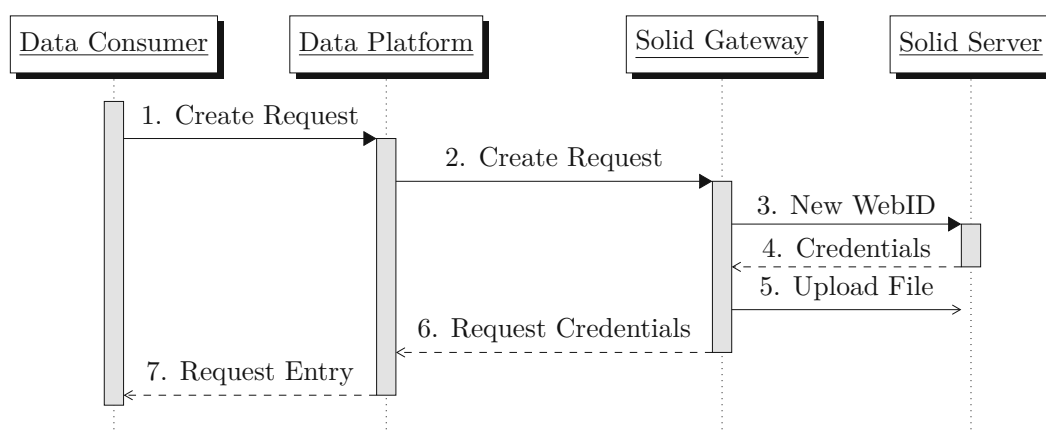 Data Consumer
Data Platform
Solid Gateway
Solid Server
1. Create Request
2. Create Request
3. New WebID
4. Credentials
5. Upload File
6. Request Credentials
7. Request Entry